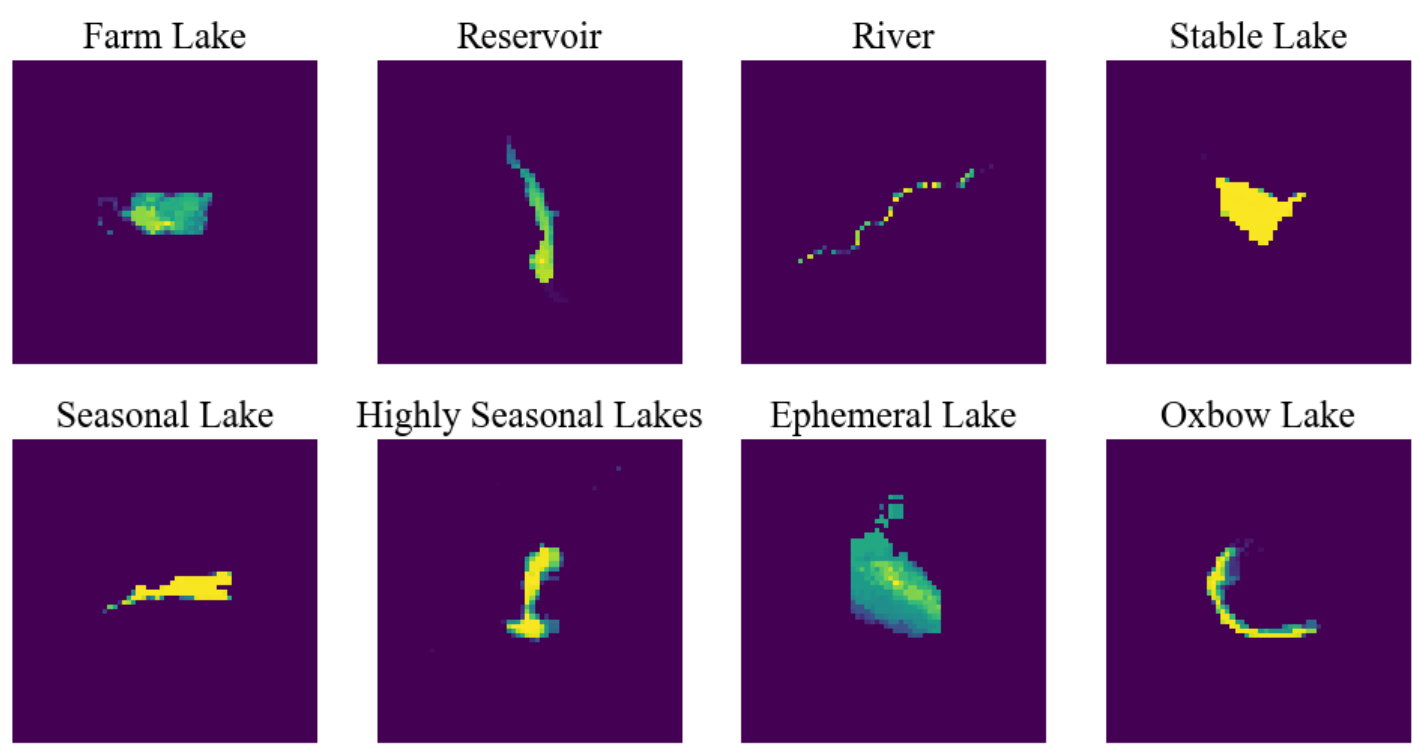 Farm Lake
Reservoir
River
Stable Lake
Seasonal Lake
Highly Seasonal Lakes
Ephemeral Lake
Oxbow Lake